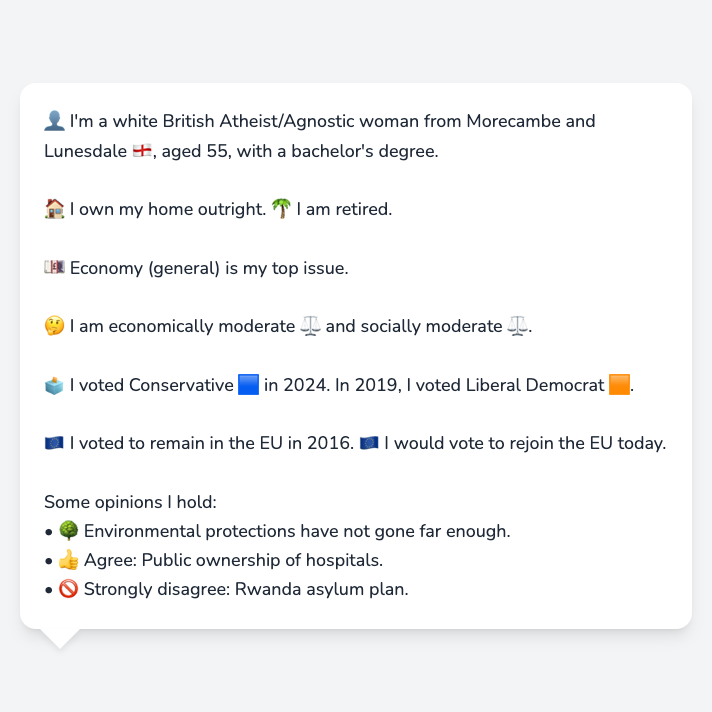 👤 I'm a white British Atheist/Agnostic woman from Morecambe and
Lunesdale 🏴󠁧󠁢󠁥󠁮󠁧󠁿, aged 55, with a bachelor's degree.
🏠 I own my home outright. 🌴 I am retired.
💷 Economy (general) is my top issue.
🤔 I am economically moderate ⚖️ and socially moderate ⚖️.
🗳️ I voted Conservative 🟦 in 2024. In 2019, I voted Liberal Democrat 🟧.
🇪🇺 I voted to remain in the EU in 2016. 🇪🇺 I would vote to rejoin the EU today.
Some opinions I hold:
• 🌳 Environmental protections have not gone far enough.
• 👍 Agree: Public ownership of hospitals.
• 🚫 Strongly disagree: Rwanda asylum plan.